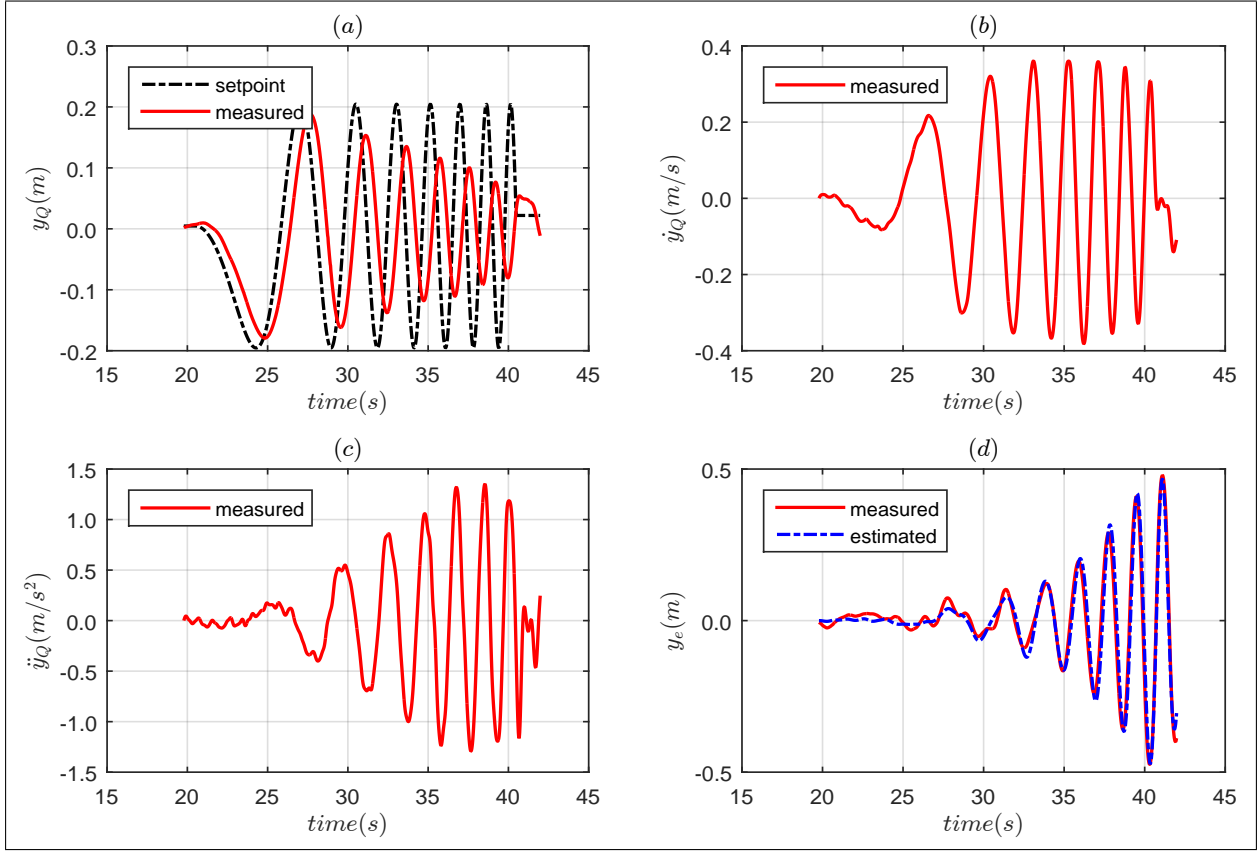 (a)
0.3
0.2
0.1
0.0
-0.1
-0.2
y_Q(m)
setpoint
measured
15 20 25 30 35 40 45
time(s)
(b)
0.4
0.2
0.0
-0.2
-0.4
ẏ_Q(m/s)
measured
15 20 25 30 35 40 45
time(s)
(c)
1.5
1.0
0.5
0.0
-0.5
-1.0
-1.5
ÿ_Q(m/s²)
measured
15 20 25 30 35 40 45
time(s)
(d)
0.5
0.0
-0.5
y_e(m)
measured
estimated
15 20 25 30 35 40 45
time(s)